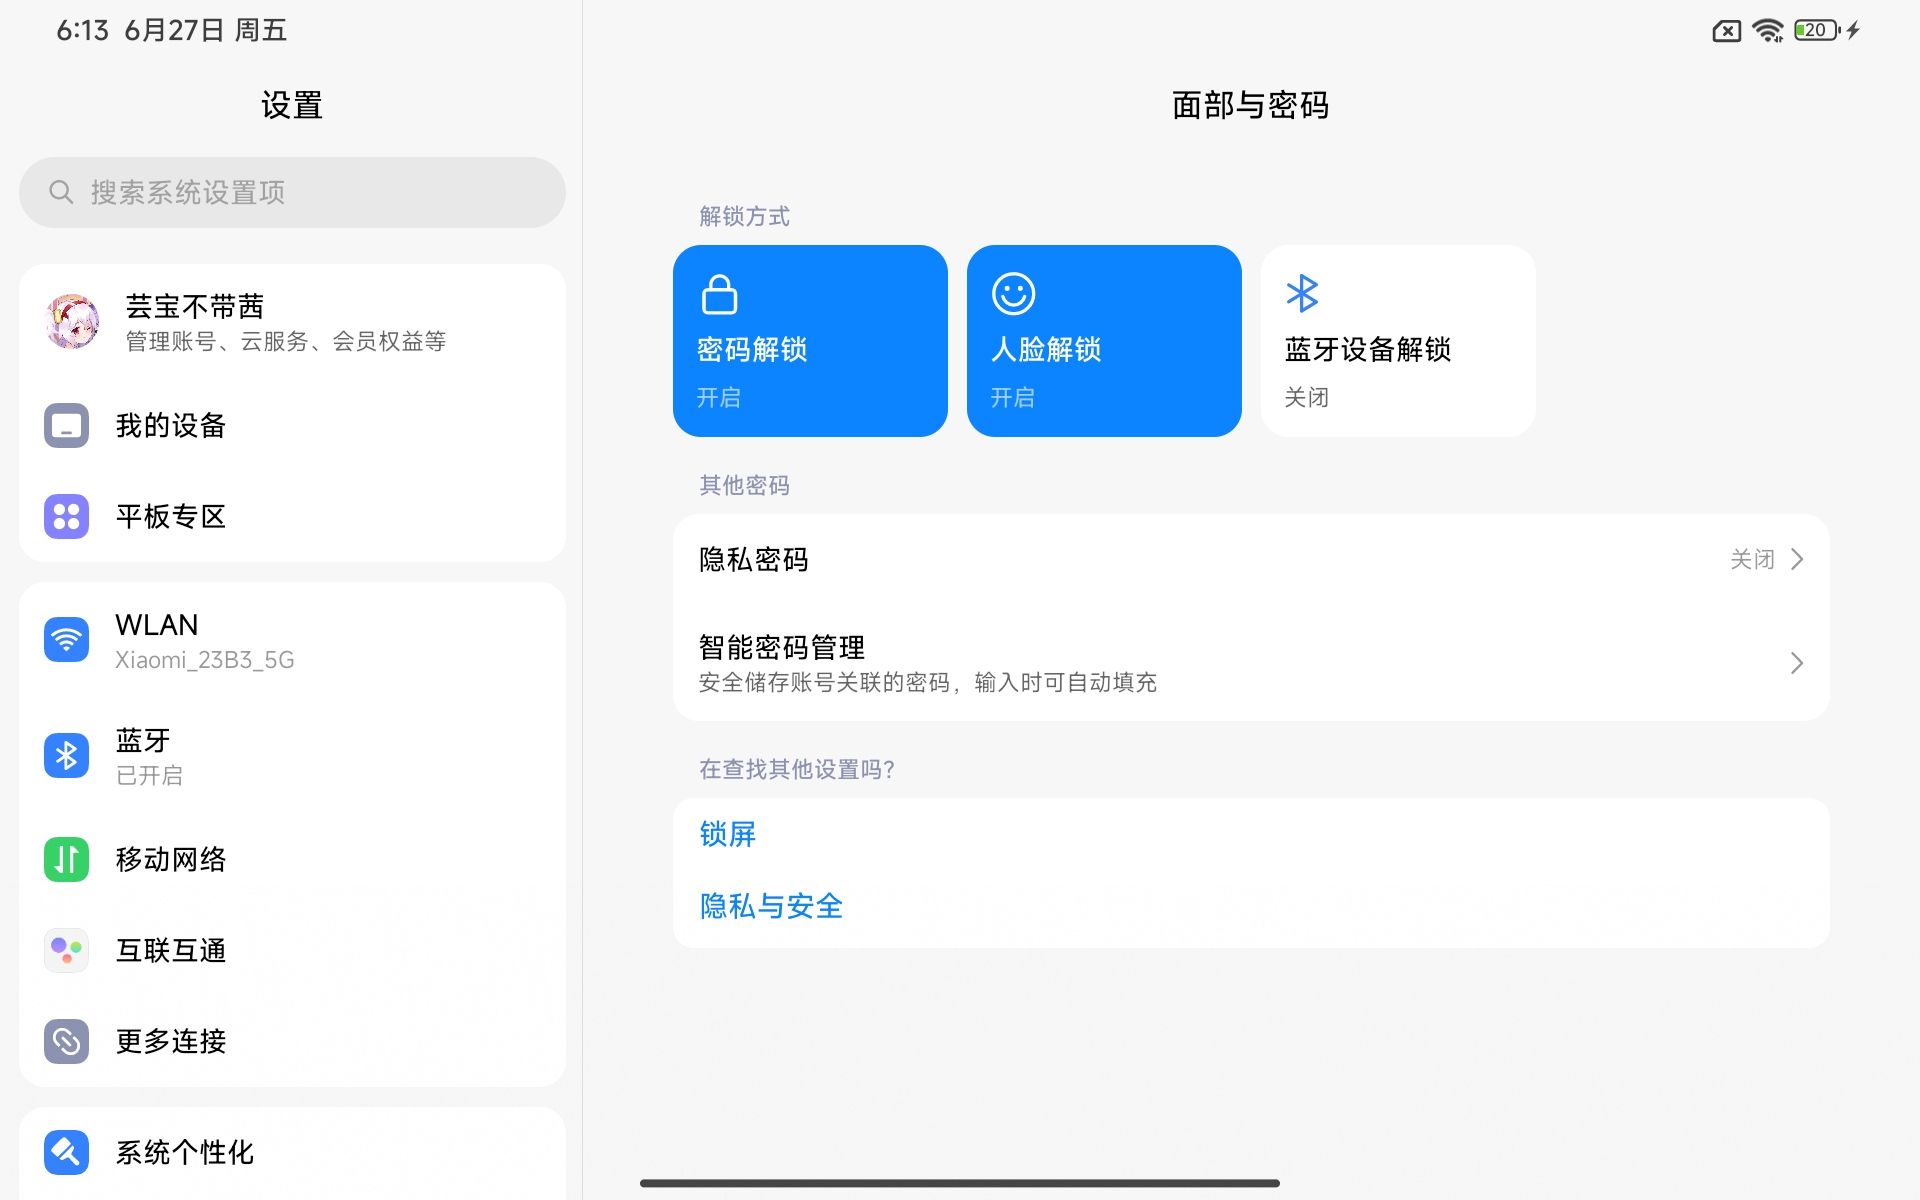 6:13 6月27日 周五
20
设置
搜索系统设置项
芸宝不带茜
管理账号、云服务、会员权益等
我的设备
平板专区
WLAN
Xiaomi_23B3_5G
蓝牙
已开启
移动网络
互联互通
更多连接
系统个性化
面部与密码
解锁方式
密码解锁
开启
人脸解锁
开启
蓝牙设备解锁
关闭
其他密码
隐私密码
关闭
智能密码管理
安全储存账号关联的密码，输入时可自动填充
在查找其他设置吗?
锁屏
隐私与安全